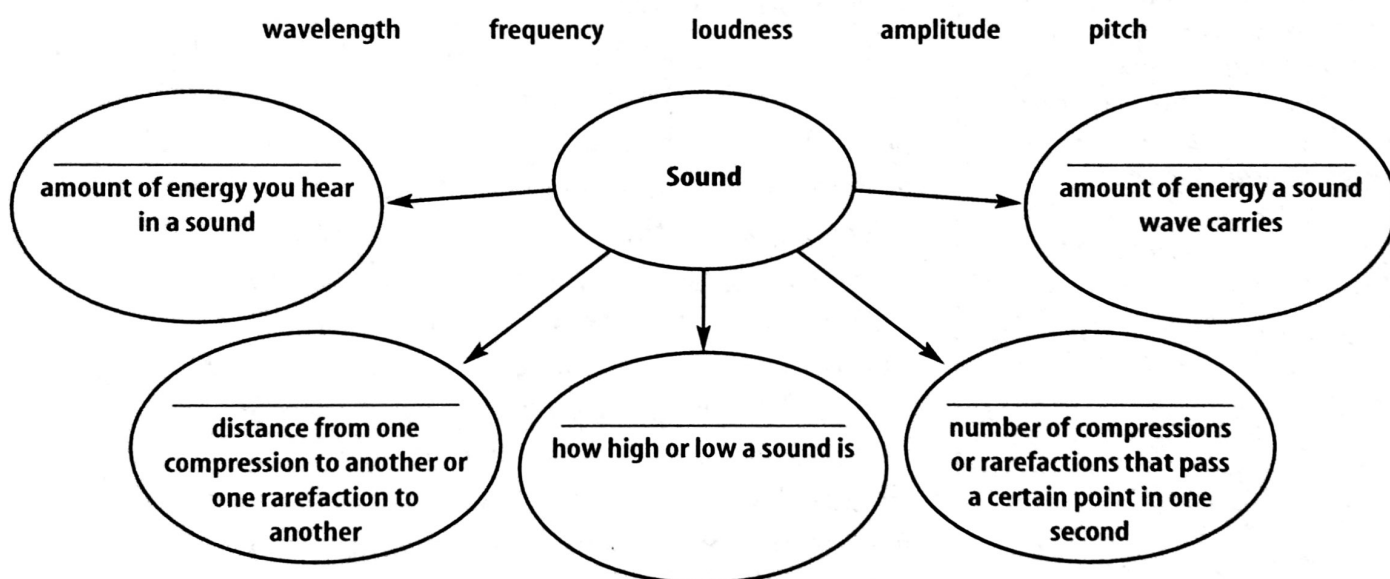 wavelength frequency loudness amplitude pitch
Sound
amount of energy you hear
in a sound
amount of energy a sound
wave carries
distance from one
compression to another or
one rarefaction to
another
how high or low a sound is
number of compressions
or rarefactions that pass
a certain point in one
second